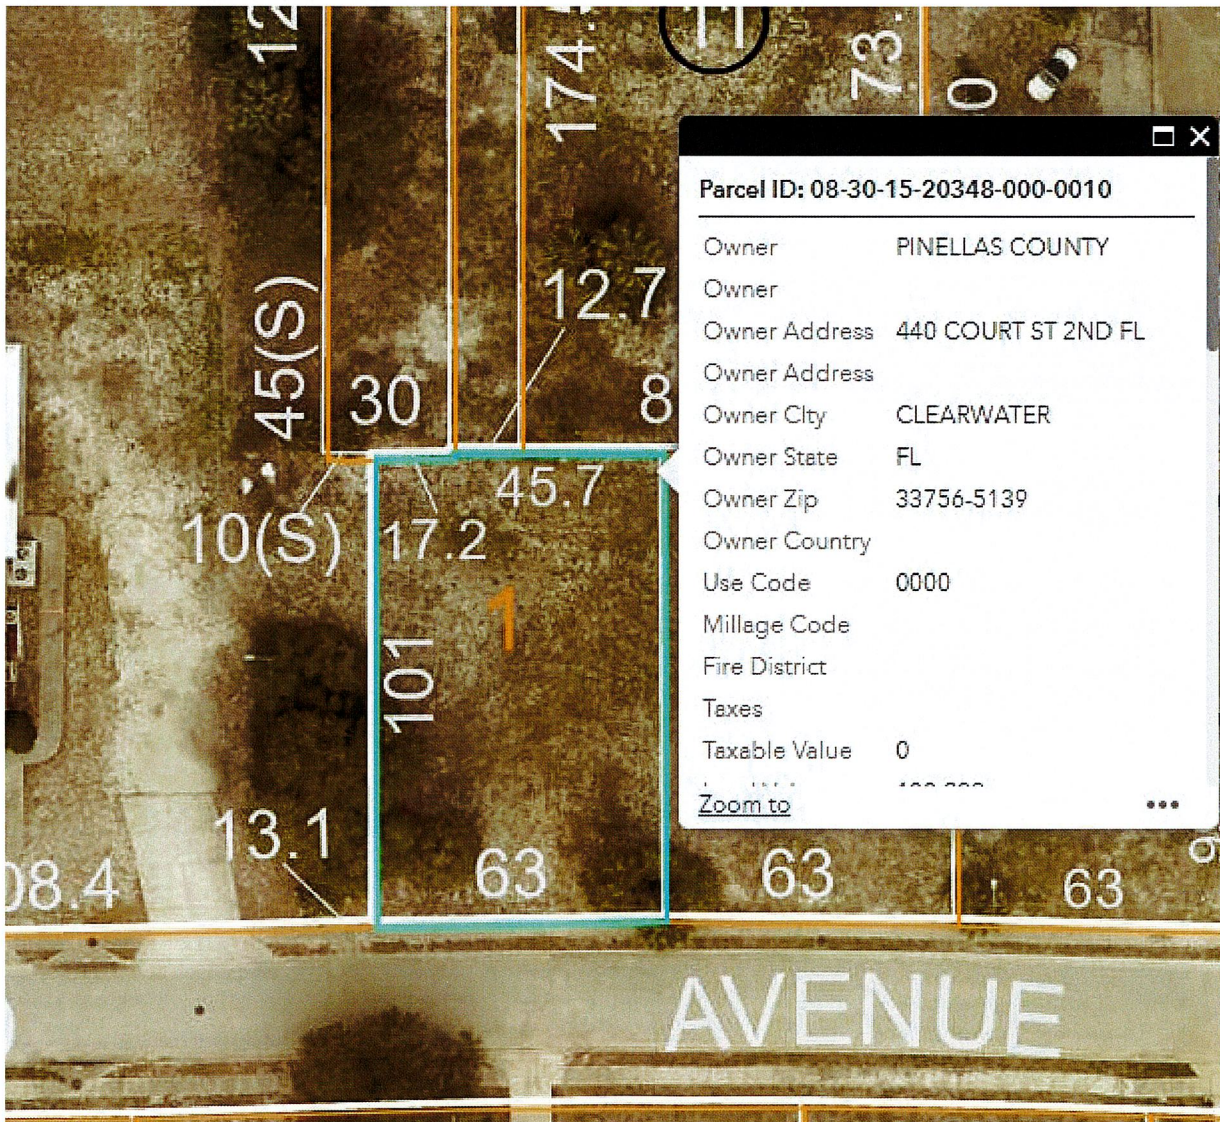 12
174.
11
73.
0
Parcel ID: 08-30-15-20348-000-0010
Owner PINELLAS COUNTY
Owner
Owner Address 440 COURT ST 2ND FL
Owner Address
Owner City CLEARWATER
Owner State FL
Owner Zip 33756-5139
Owner Country
Use Code 0000
Millage Code
Fire District
Taxes
Taxable Value 0
Zoom to
45(S)
12.7
30
8
45.7
10(S)
17.2
1
101
13.1
08.4
63
63
63
9
AVENUE